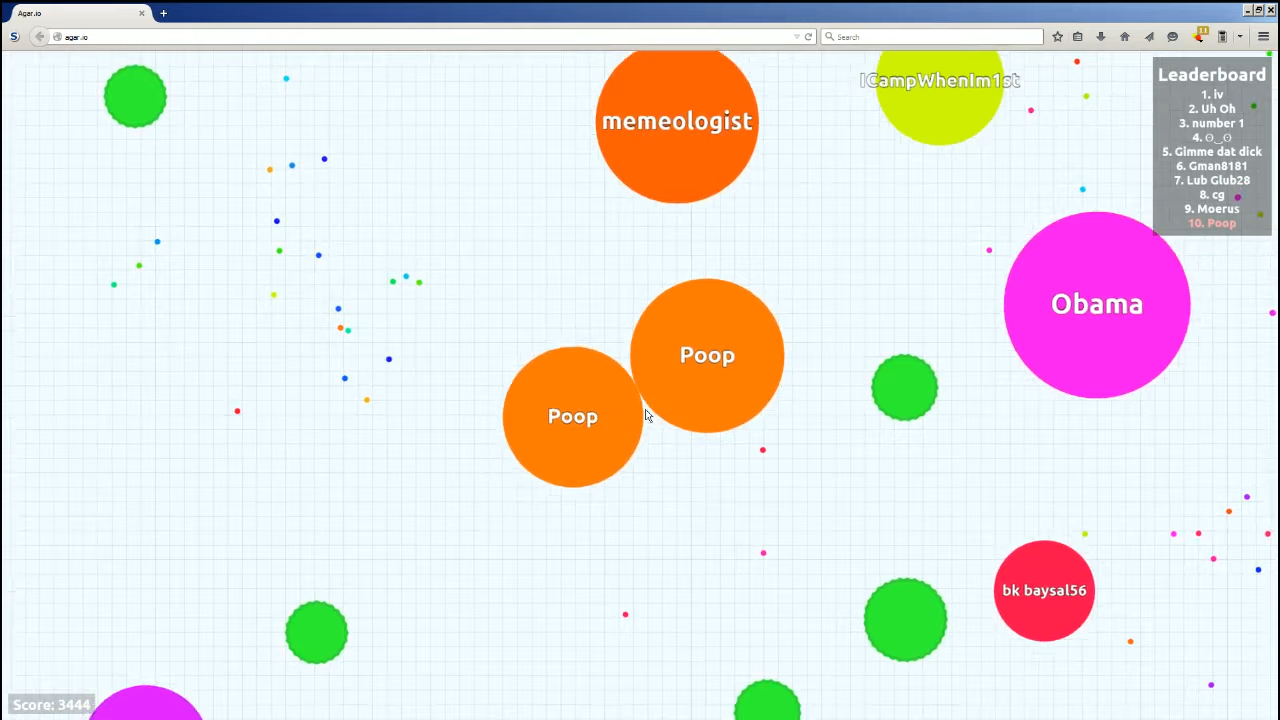 Agar.io
agar.io
Search
11
memeologist
ICampWhenIm1st
Leaderboard
1. lv
2. Uh Oh
3. number 1
4. ʘ‿ʘ
5. Gimme dat dick
6. Gman8181
7. Lub Glub28
8. cg
9. Moerus
10. Poop
Obama
Poop
Poop
bk baysal56
Score: 3444